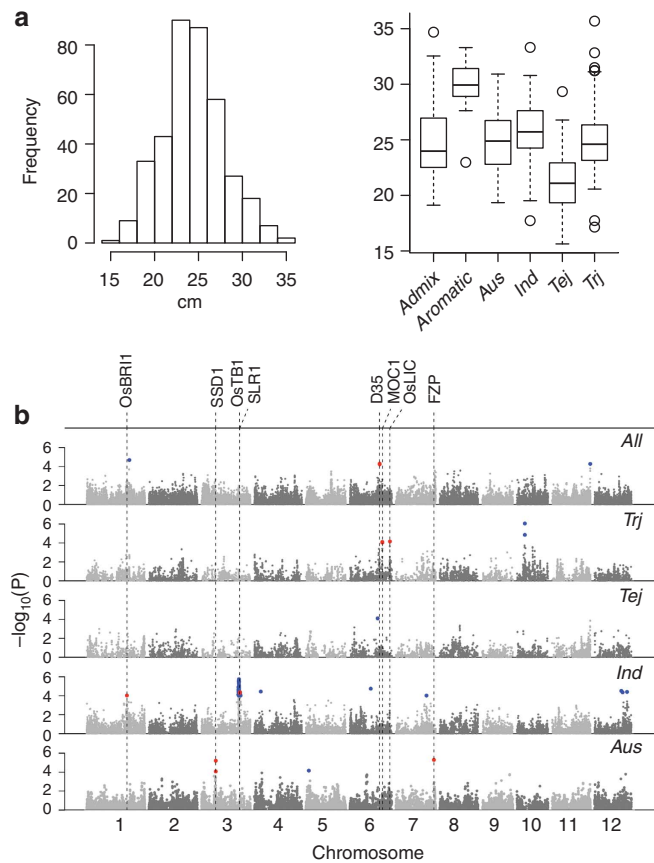 a
Frequency
80
60
40
20
0
15 20 25 30 35
cm
35
30
25
20
15
Admix
Aromatic
Aus
Ind
Tej
Trj
b
OsBRI1
SSD1
OsTB1
SLR1
D35
MOC1
OsLIC
FZP
−log10(P)
6
4
2
0
All
6
4
2
0
Trj
6
4
2
0
Tej
6
4
2
0
Ind
6
4
2
0
Aus
1 2 3 4 5 6 7 8 9 10 11 12
Chromosome